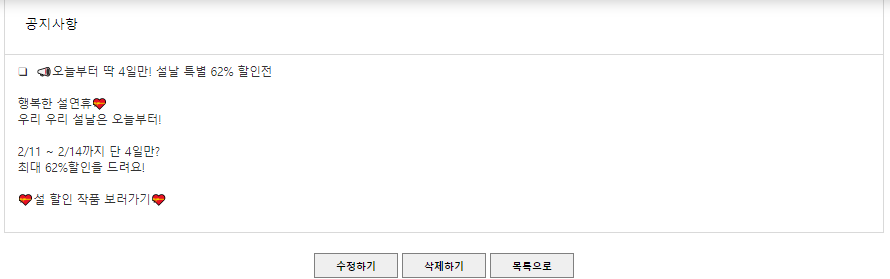 공지사항
❏ 📢오늘부터 딱 4일만! 설날 특별 62% 할인전
행복한 설연휴💝
우리 우리 설날은 오늘부터!
2/11 ~ 2/14까지 단 4일만?
최대 62%할인을 드려요!
💝설 할인 작품 보러가기💝
수정하기 삭제하기 목록으로